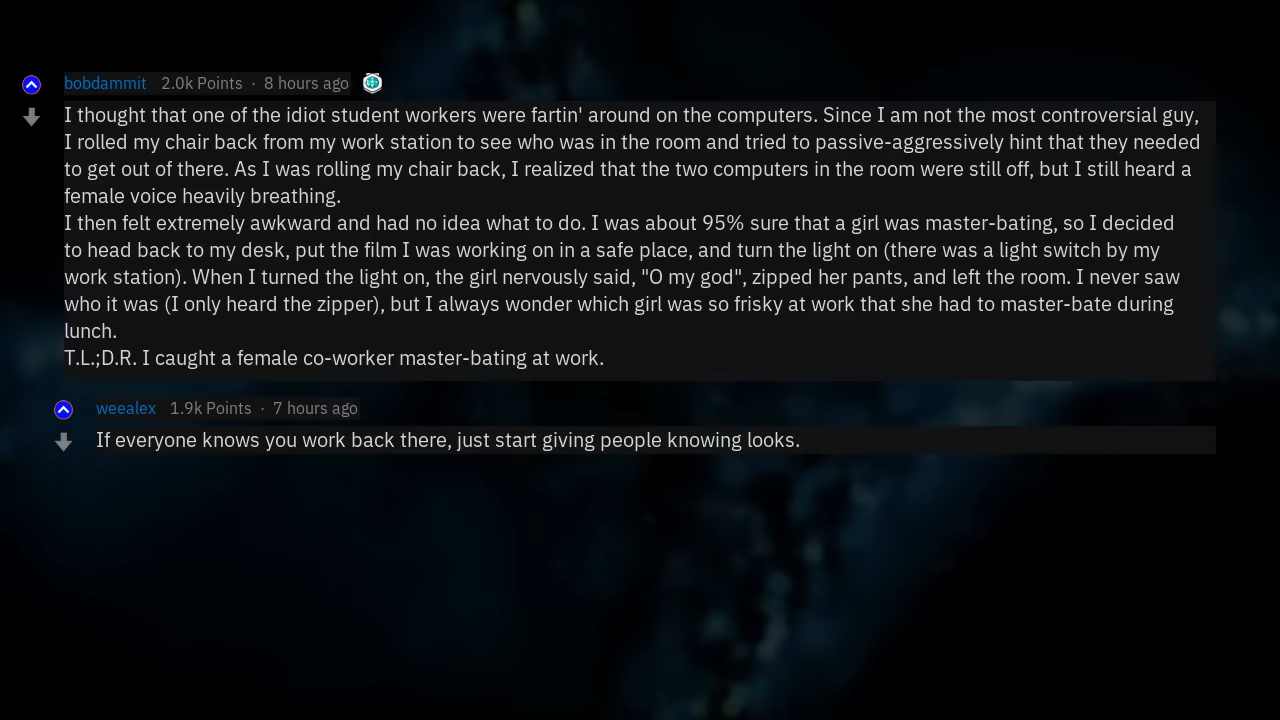 bobdammit 2.0k Points · 8 hours ago
I thought that one of the idiot student workers were fartin' around on the computers. Since I am not the most controversial guy,
I rolled my chair back from my work station to see who was in the room and tried to passive-aggressively hint that they needed
to get out of there. As I was rolling my chair back, I realized that the two computers in the room were still off, but I still heard a
female voice heavily breathing.
I then felt extremely awkward and had no idea what to do. I was about 95% sure that a girl was master-bating, so I decided
to head back to my desk, put the film I was working on in a safe place, and turn the light on (there was a light switch by my
work station). When I turned the light on, the girl nervously said, "O my god", zipped her pants, and left the room. I never saw
who it was (I only heard the zipper), but I always wonder which girl was so frisky at work that she had to master-bate during
lunch.
T.L.;D.R. I caught a female co-worker master-bating at work.
weealex 1.9k Points · 7 hours ago
If everyone knows you work back there, just start giving people knowing looks.